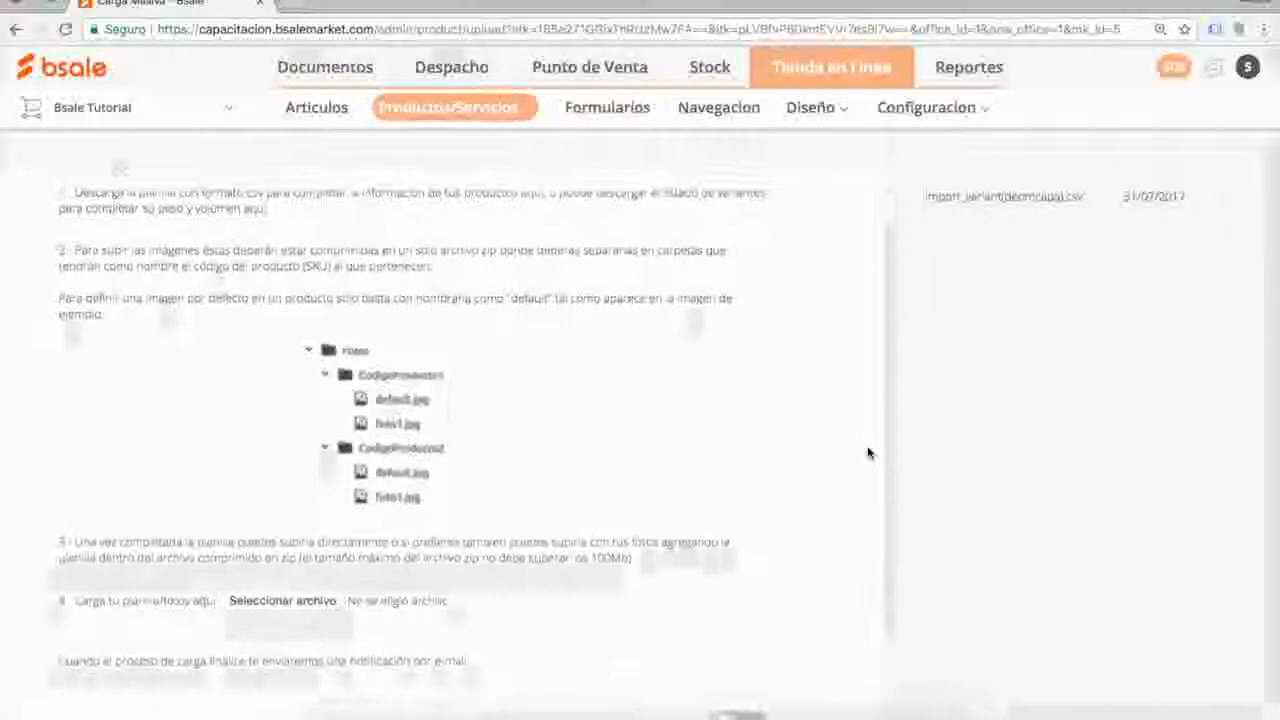 Carga Masiva - Bsale
Seguro https://capacitacion.bsalemarket.com/admin/product/upload?
bsale Documentos Despacho Punto de Venta Stock Tienda en Linea Reportes S
Bsale Tutorial Articulos Productos/Servicios Formularios Navegacion Diseño Configuracion
1 Descarga la planilla con formato csv para completar la información de tus productos aquí, o puede descargar el listado de variantes
para completar su peso y volumen aquí.
31/07/2017
2 Para subir las imágenes éstas deberán estar comprimidas en un solo archivo zip donde deberás separarlas en carpetas que
tendrán como nombre el código del producto (SKU) al que pertenecen.
Para definir una imagen por defecto en un producto sólo basta con nombrarla como "default" tal como aparece en la imagen de
ejemplo.
Fotos
CodigoProducto1
default.jpg
foto1.jpg
CodigoProducto2
default.jpg
foto1.jpg
3.- Una vez completada la planilla puedes subirla directamente o si prefieres también puedes subirla con tus fotos agregando la
planilla dentro del archivo comprimido en zip (el tamaño máximo del archivo zip no debe superar los 100Mb)
4 Carga tu planilla/fotos aquí: Seleccionar archivo No se eligió archivo
Cuando el proceso de carga finalice te enviaremos una notificación por e-mail.